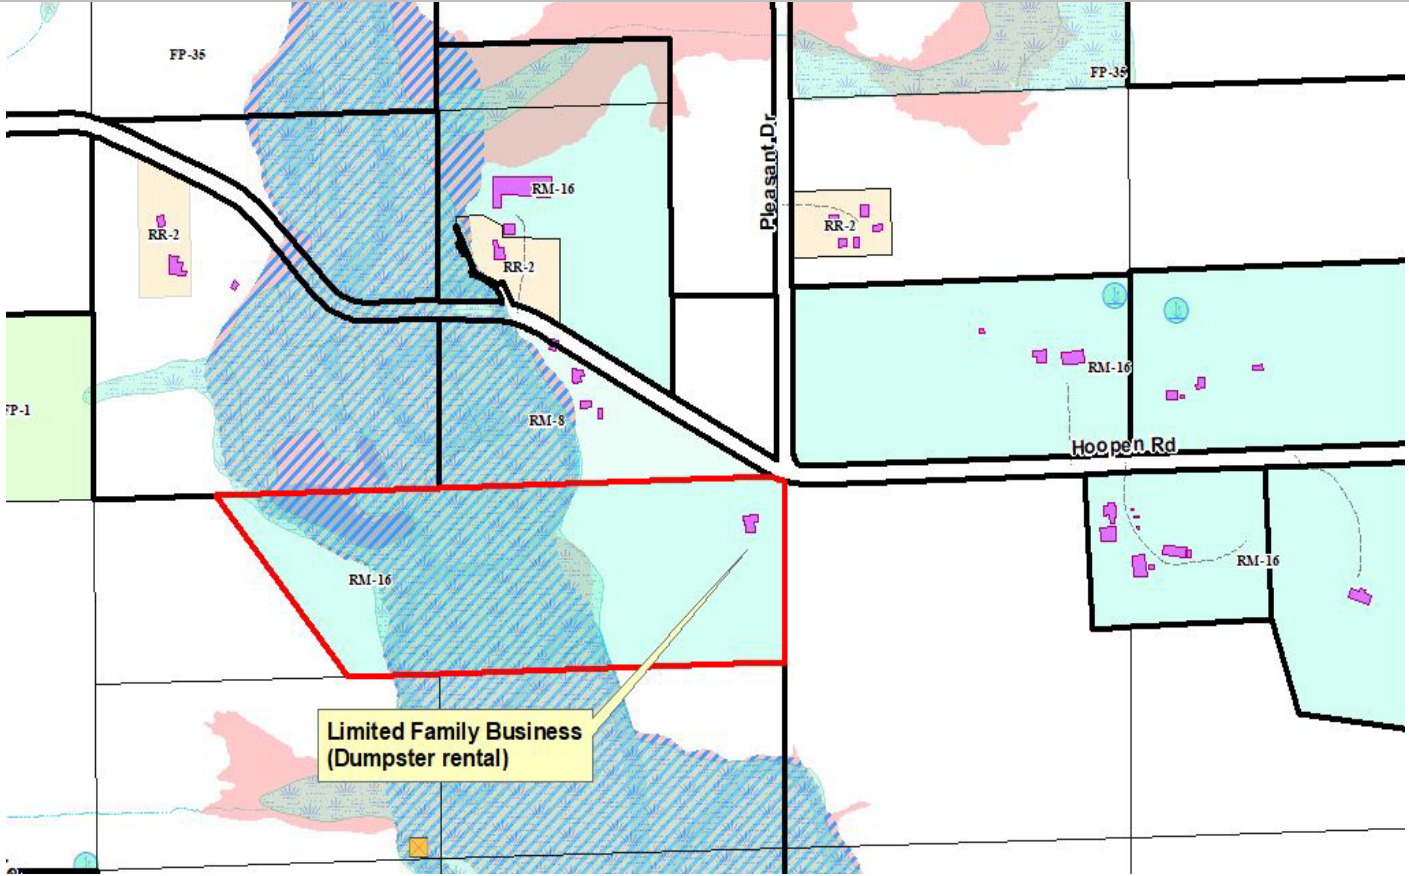 FP-35
FP-35
Pleasant Dr
RM-16
RR-2
RR-2
RR-2
RM-16
FP-1
RM-8
Hoopen Rd
RM-16
RM-16
Limited Family Business
(Dumpster rental)